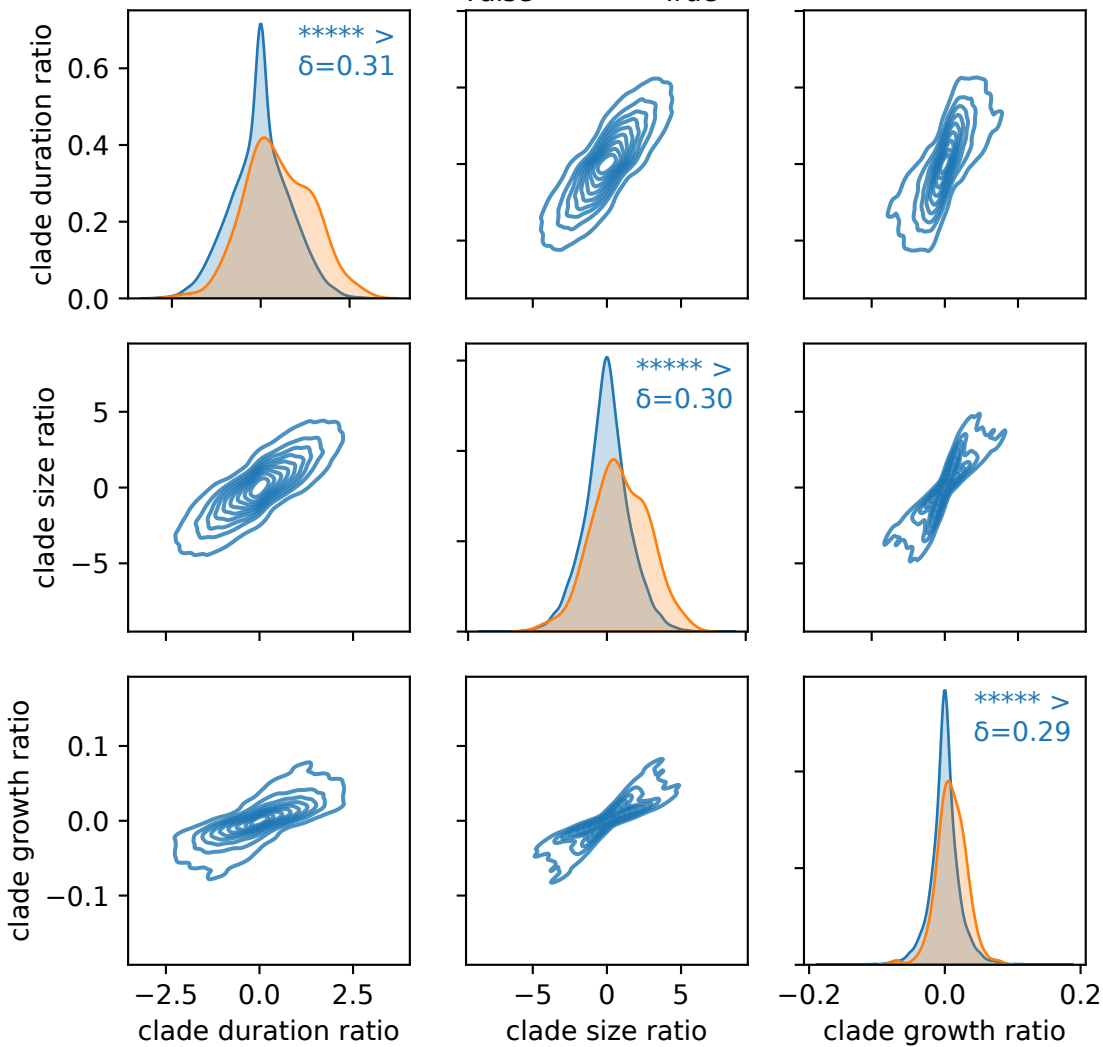 ***** >
δ=0.31
clade duration ratio
0.6
0.4
0.2
0.0
***** >
δ=0.30
clade size ratio
5
0
−5
***** >
δ=0.29
clade growth ratio
0.1
0.0
−0.1
−2.5 0.0 2.5
−5 0 5
−0.2 0.0 0.2
clade duration ratio
clade size ratio
clade growth ratio